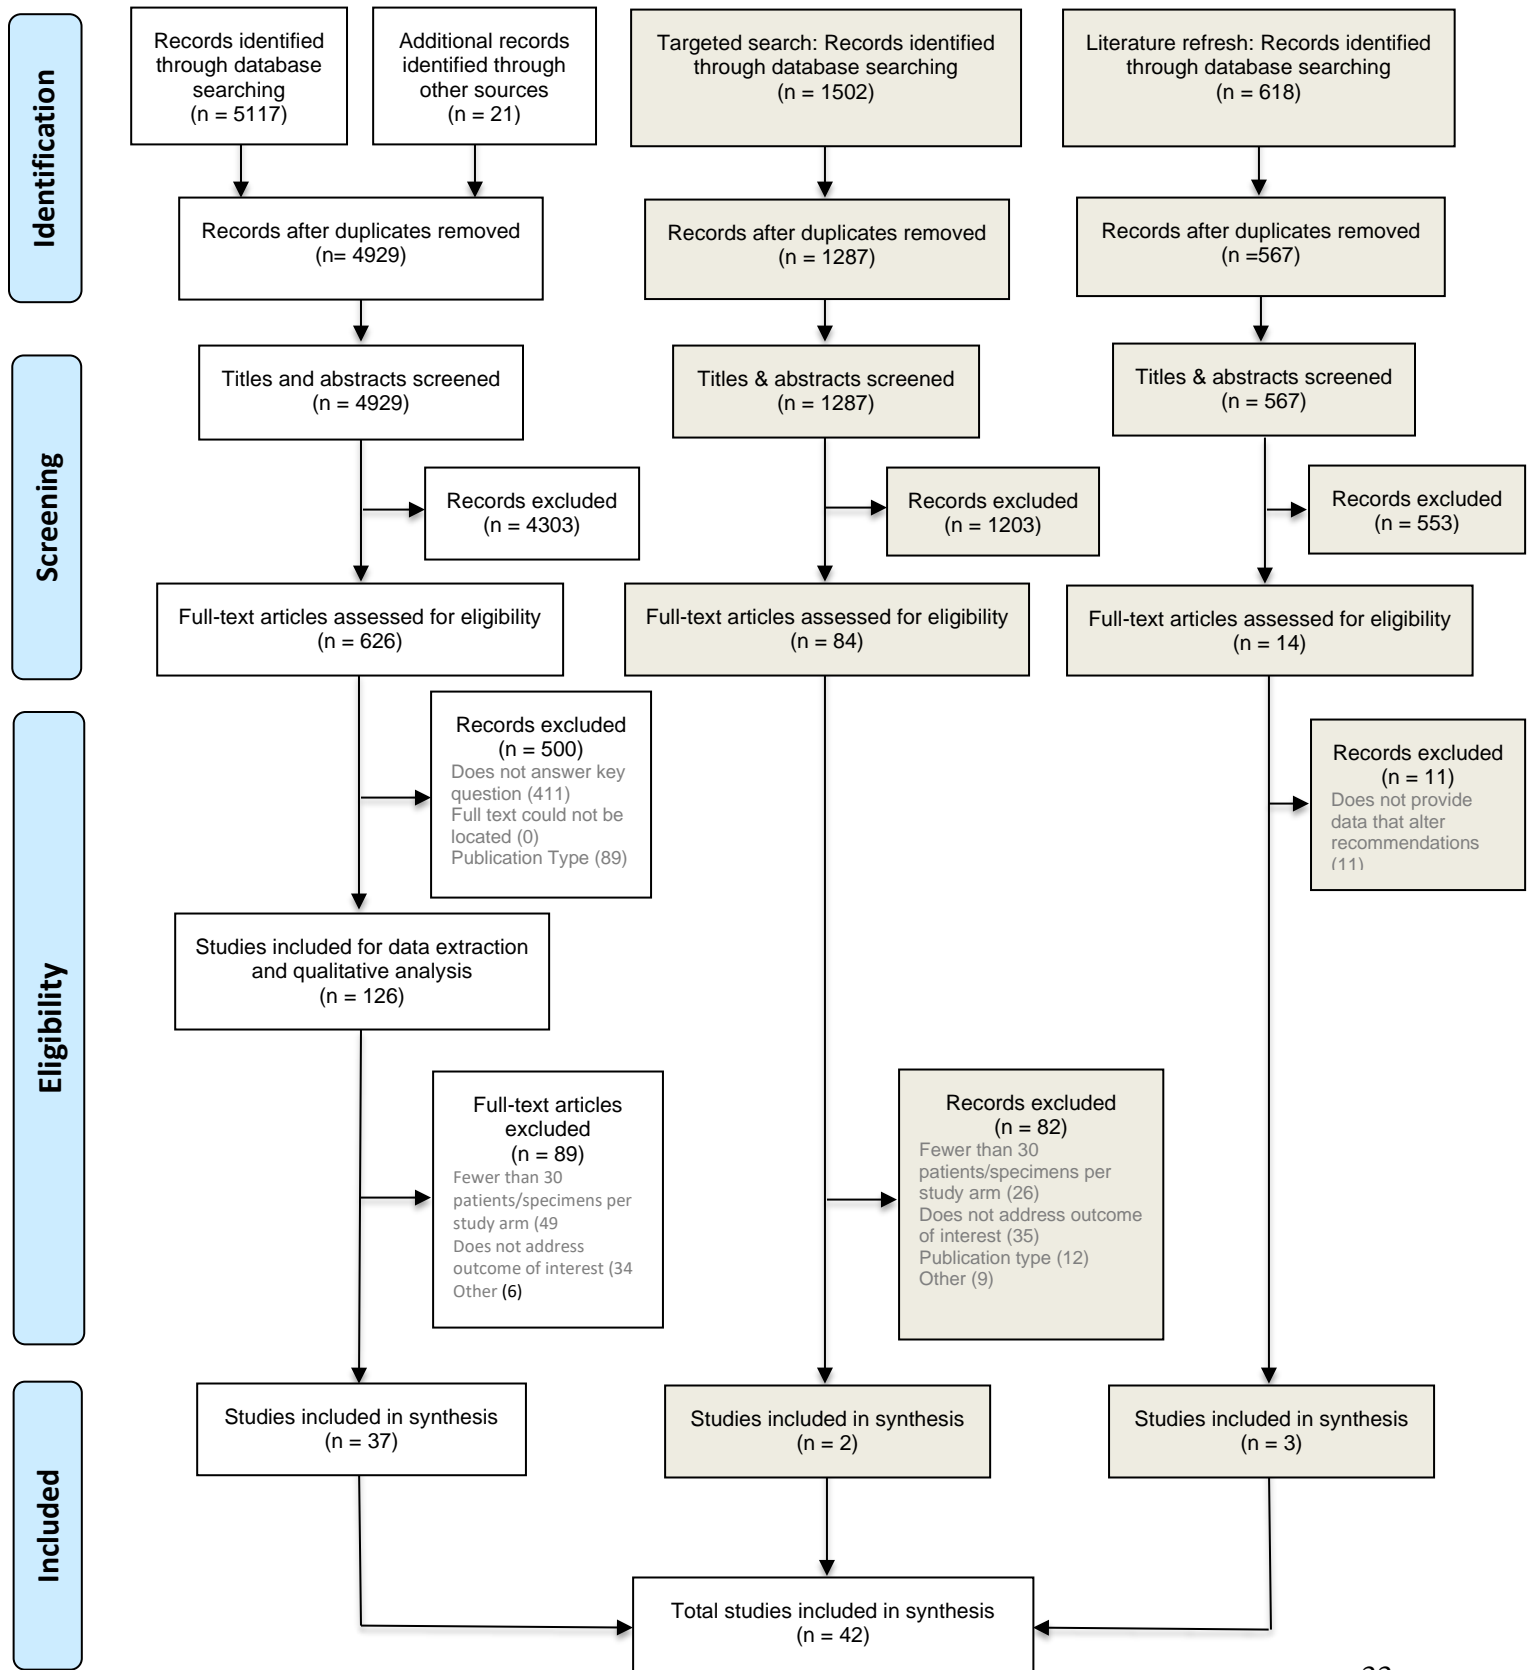 Identification
Records identified
through database
searching
(n = 5117)
Additional records
identified through
other sources
(n = 21)
Targeted search: Records identified
through database searching
(n = 1502)
Literature refresh: Records identified
through database searching
(n = 618)
Records after duplicates removed
(n= 4929)
Records after duplicates removed
(n = 1287)
Records after duplicates removed
(n =567)
Screening
Titles and abstracts screened
(n = 4929)
Titles & abstracts screened
(n = 1287)
Titles & abstracts screened
(n = 567)
Records excluded
(n = 4303)
Records excluded
(n = 1203)
Records excluded
(n = 553)
Full-text articles assessed for eligibility
(n = 626)
Full-text articles assessed for eligibility
(n = 84)
Full-text articles assessed for eligibility
(n = 14)
Eligibility
Records excluded
(n = 500)
Does not answer key
question (411)
Full text could not be
located (0)
Publication Type (89)
Records excluded
(n = 11)
Does not provide
data that alter
recommendations
(11)
Studies included for data extraction
and qualitative analysis
(n = 126)
Full-text articles
excluded
(n = 89)
Fewer than 30
patients/specimens per
study arm (49
Does not address
outcome of interest (34
Other (6)
Records excluded
(n = 82)
Fewer than 30
patients/specimens per
study arm (26)
Does not address outcome
of interest (35)
Publication type (12)
Other (9)
Included
Studies included in synthesis
(n = 37)
Studies included in synthesis
(n = 2)
Studies included in synthesis
(n = 3)
Total studies included in synthesis
(n = 42)